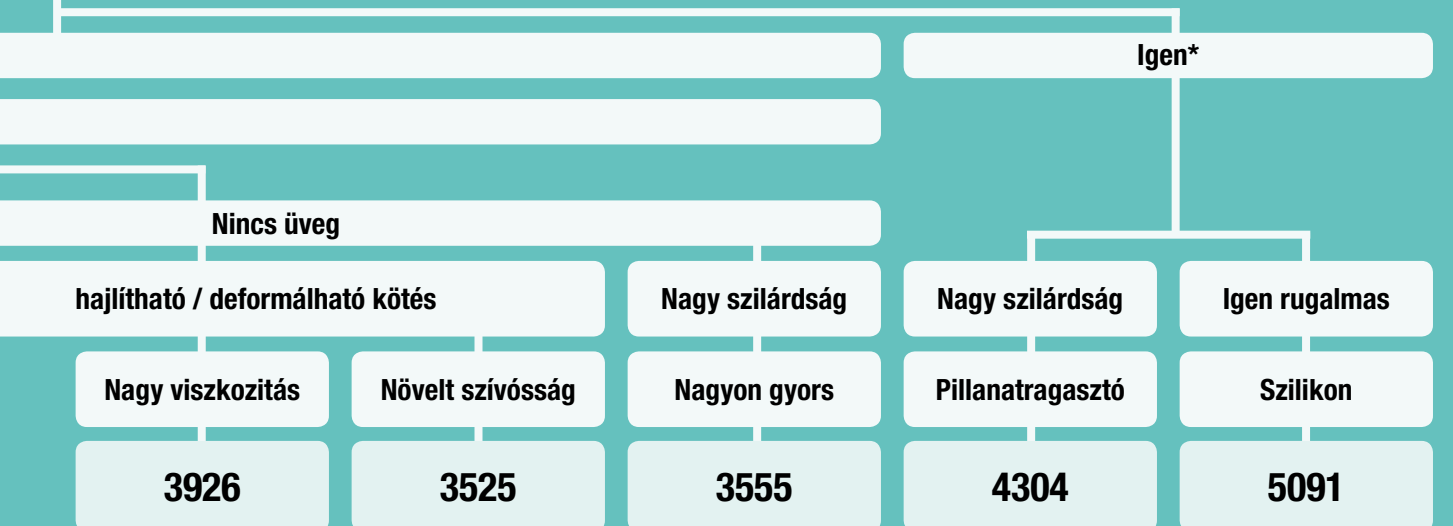 Igen*
Nincs üveg
hajlítható / deformálható kötés
Nagy szilárdság
Nagy szilárdság
Igen rugalmas
Nagy viszkozitás
Növelt szívósság
Nagyon gyors
Pillanatragasztó
Szilikon
3926
3525
3555
4304
5091